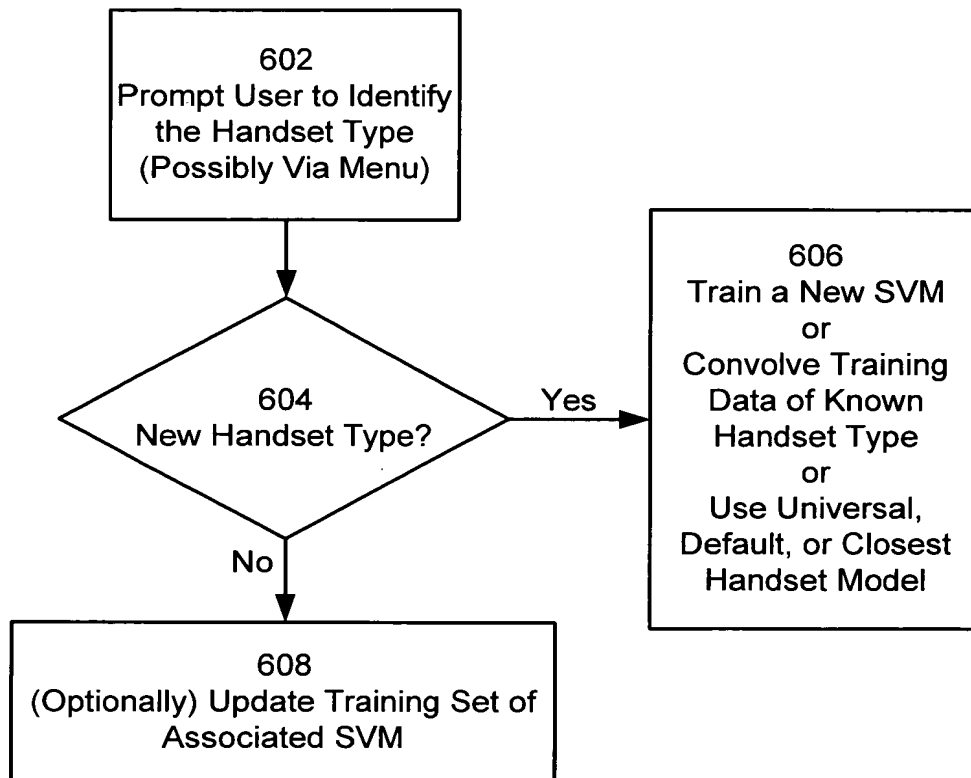 602
Prompt User to Identify
the Handset Type
(Possibly Via Menu)
604
New Handset Type?
Yes
606
Train a New SVM
or
Convolve Training
Data of Known
Handset Type
or
Use Universal,
Default, or Closest
Handset Model
No
608
(Optionally) Update Training Set of
Associated SVM